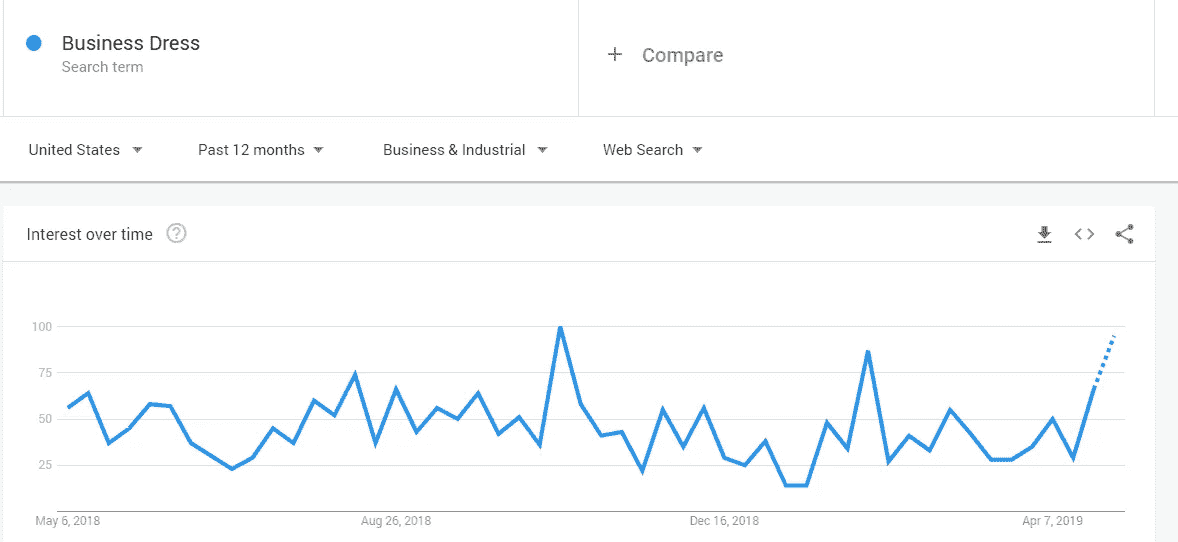 Business Dress
Search term
+ Compare
United States
Past 12 months
Business & Industrial
Web Search
Interest over time ?
100
75
50
25
May 6, 2018
Aug 26, 2018
Dec 16, 2018
Apr 7, 2019